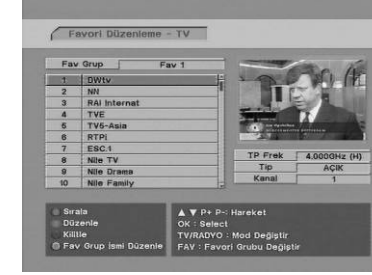 Favori Düzenleme - TV
Fav Grup Fav 1
1 DWtv
2 NN
3 RAI Internat
4 TVE
5 TV5-Asia
6 RTPi
7 ESC.1
8 Nile TV
9 Nile Drama
10 Nile Family
TP Frek 4.000GHz (H)
Tip AÇIK
Kanal 1
Sırala
Düzenle
Kilitle
Fav Grup ismi Düzenle
▲ ▼ P+ P-: Hareket
OK : Select
TV/RADYO : Mod Değiştir
FAV : Favori Grubu Değiştir